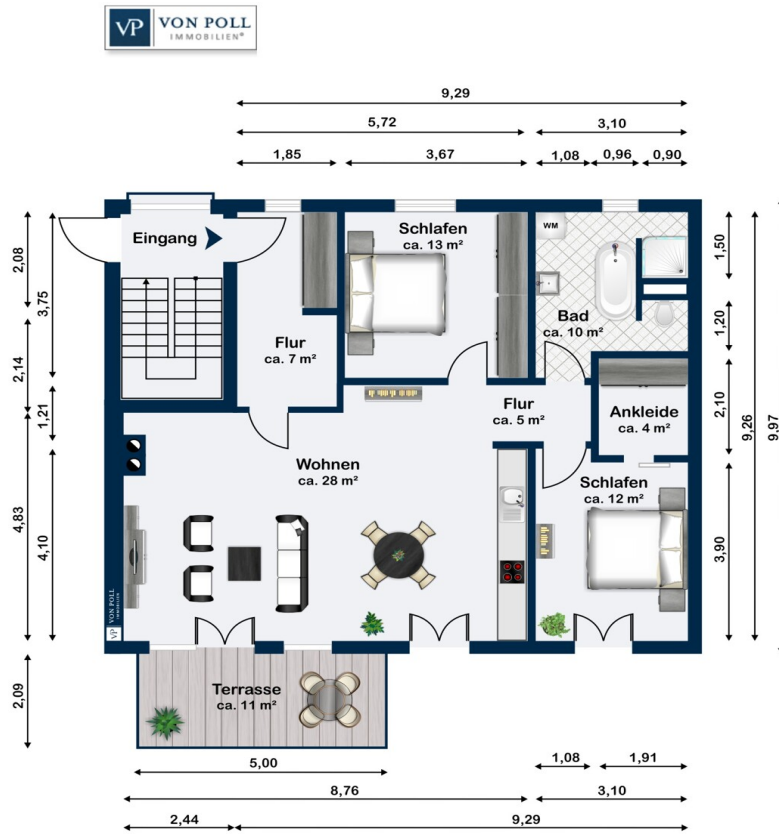 VP VON POLL
IMMOBILIEN®
9,29
5,72
3,10
1,85
3,67
1,08
0,96
0,90
Eingang
Schlafen
ca. 13 m²
WM
Bad
ca. 10 m²
Flur
ca. 7 m²
Flur
ca. 5 m²
Ankleide
ca. 4 m²
Wohnen
ca. 28 m²
Schlafen
ca. 12 m²
Terrasse
ca. 11 m²
VP VON POLL
IMMOBILIEN
2,08
3,75
2,14
1,21
4,83
4,10
2,09
1,50
1,20
2,10
3,90
9,26
9,97
5,00
1,08
1,91
8,76
3,10
2,44
9,29